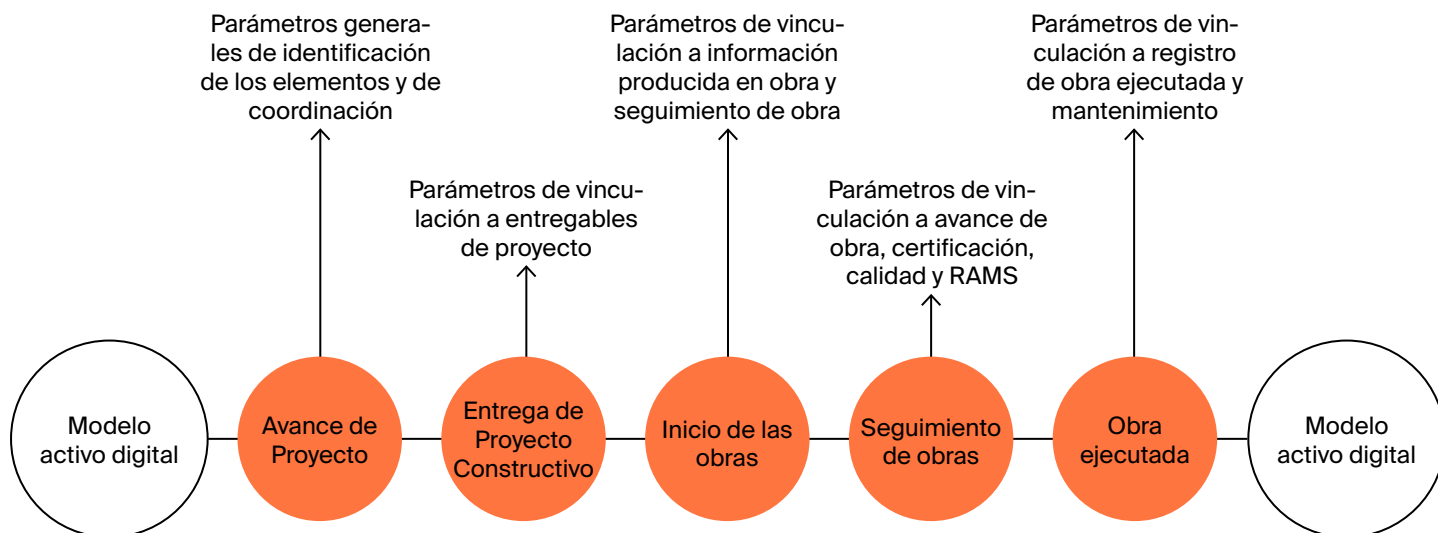 Parámetros genera-
les de identificación
de los elementos y de
coordinación
Parámetros de vincu-
lación a entregables
de proyecto
Parámetros de vincu-
lación a información
producida en obra y
seguimiento de obra
Parámetros de vin-
culación a avance de
obra, certificación,
calidad y RAMS
Parámetros de vin-
culación a registro
de obra ejecutada y
mantenimiento
Modelo
activo digital
Avance de
Proyecto
Entrega de
Proyecto
Constructivo
Inicio de las
obras
Seguimiento
de obras
Obra
ejecutada
Modelo
activo digital